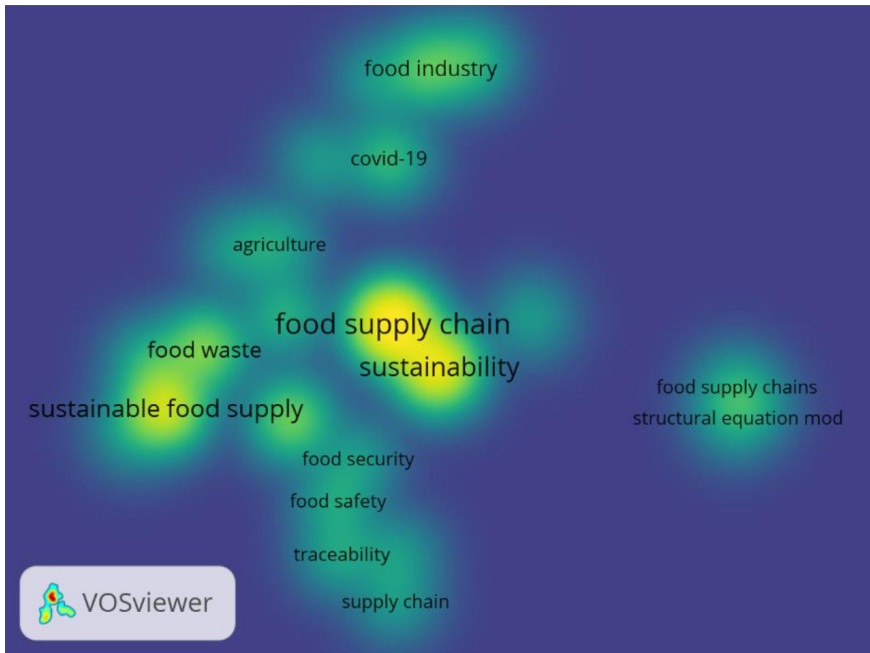 food industry
covid-19
agriculture
food supply chain
food waste
sustainability
food supply chains
sustainable food supply
structural equation mod
food security
food safety
traceability
supply chain
VOSviewer